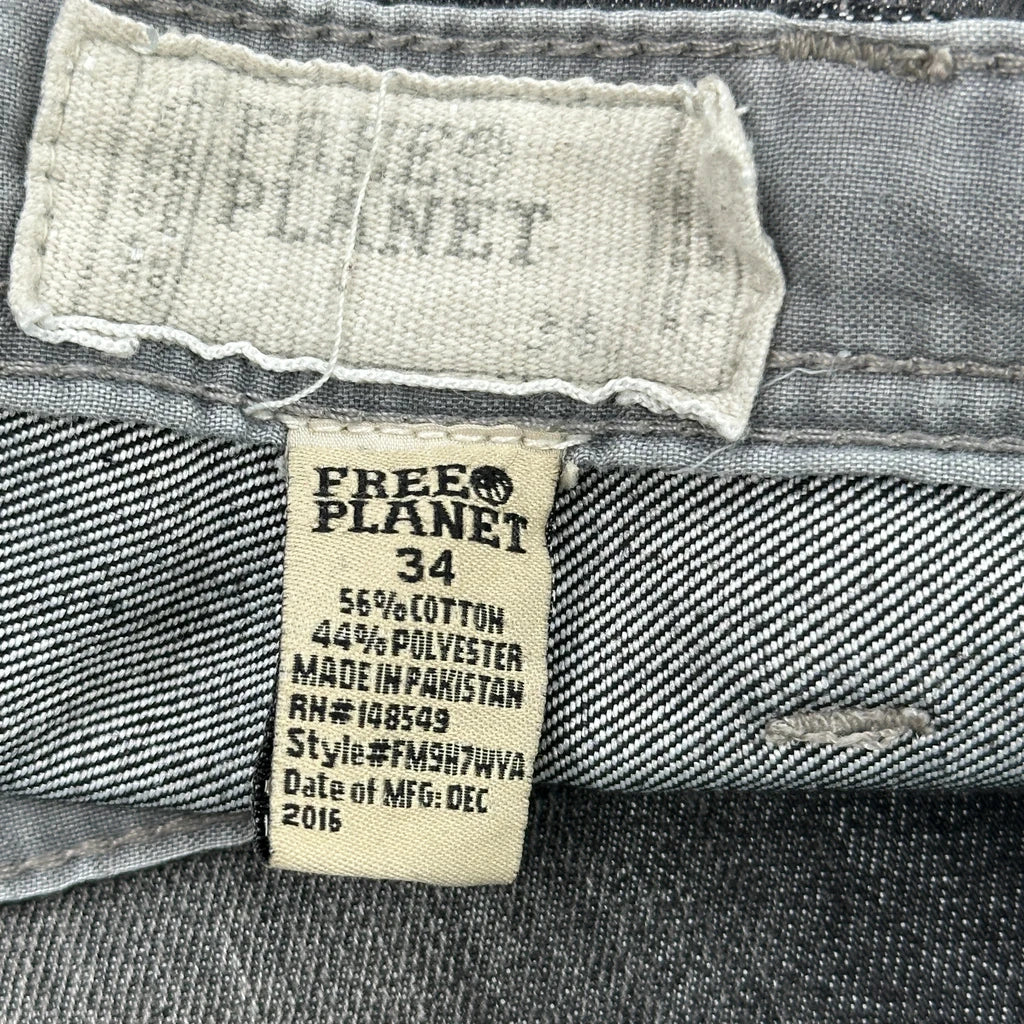 PLANET
FREE
PLANET
34
56% COTTON
44% POLYESTER
MADE IN PAKISTAN
RN#148549
Style#FM9H7WYA
Date of MFG: DEC
2016